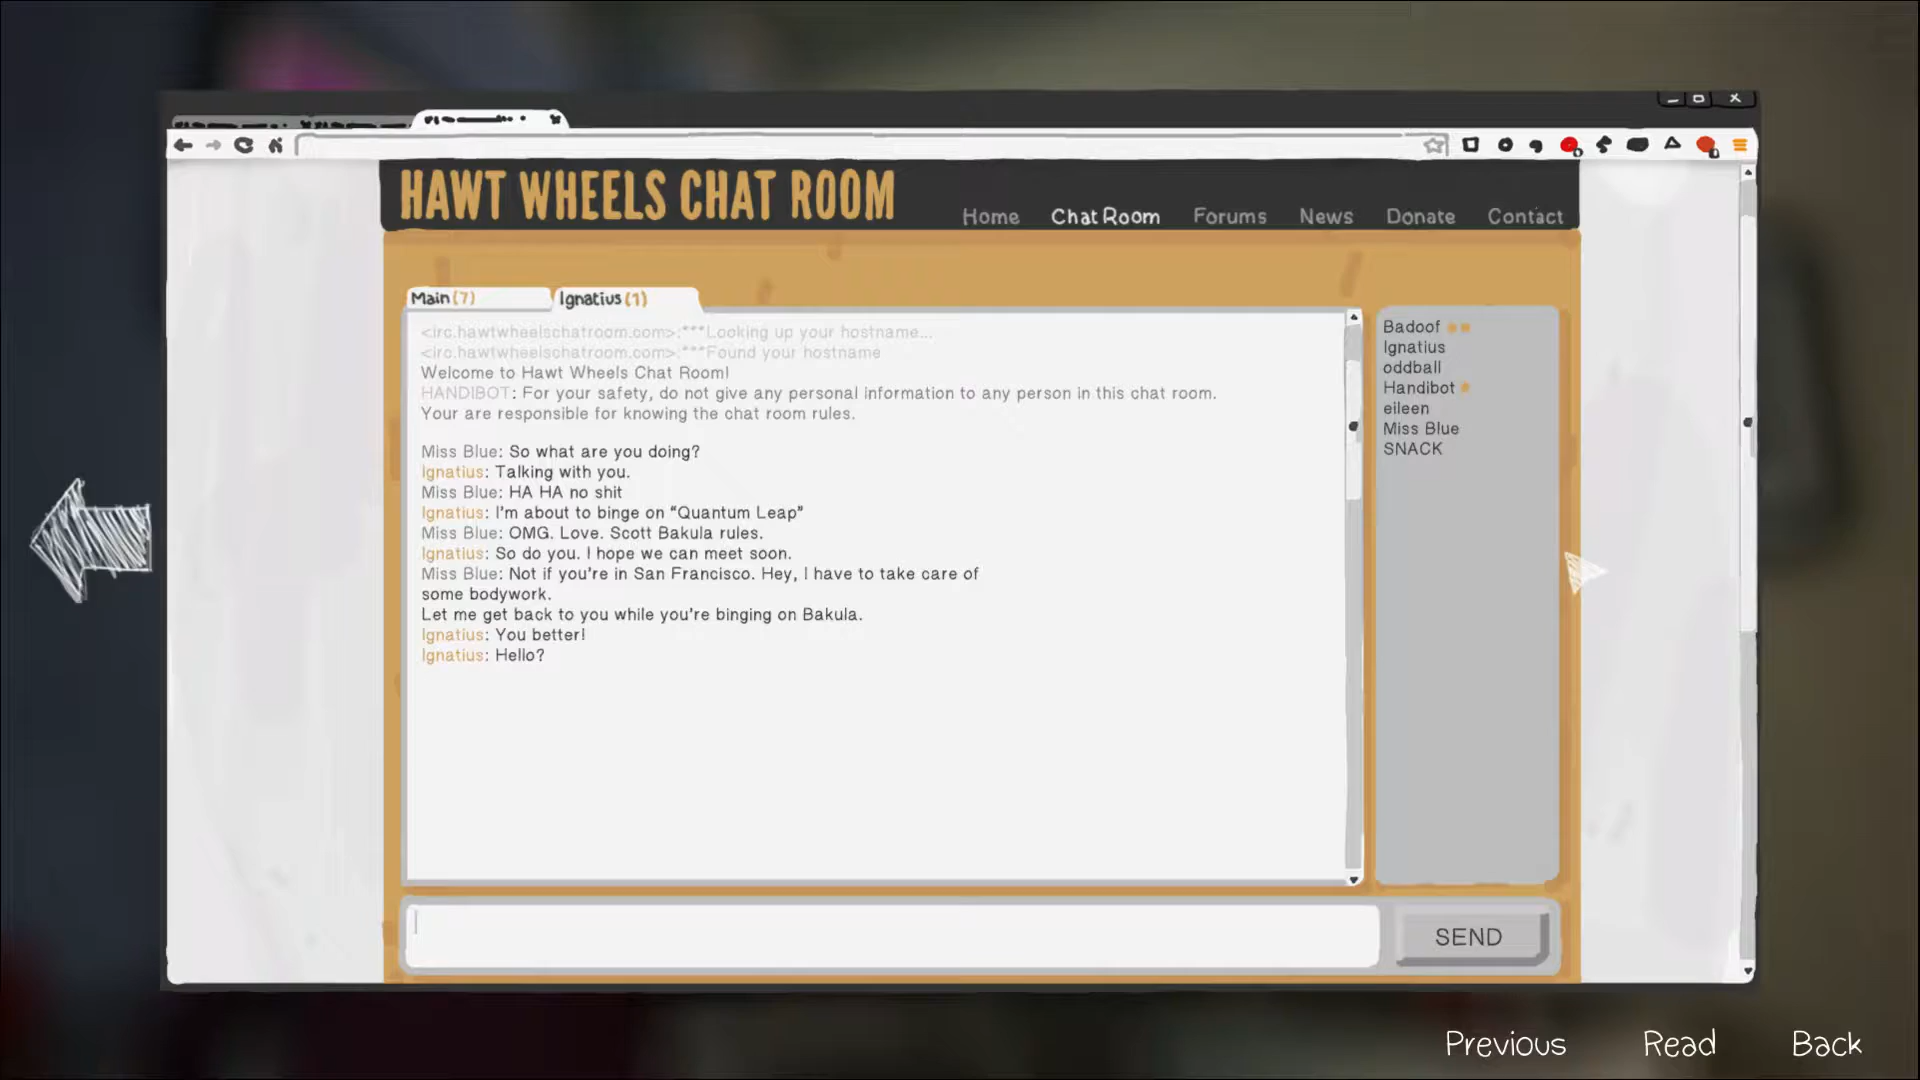 HAWT WHEELS CHAT ROOM
Home Chat Room Forums News Donate Contact
Main (7) Ignatius (1)
<irc.hawtwheelschatroom.com>:***Looking up your hostname...
<irc.hawtwheelschatroom.com>:***Found your hostname
Welcome to Hawt Wheels Chat Room!
HANDIBOT: For your safety, do not give any personal information to any person in this chat room.
Your are responsible for knowing the chat room rules.
Miss Blue: So what are you doing?
Ignatius: Talking with you.
Miss Blue: HA HA no shit
Ignatius: I'm about to binge on “Quantum Leap”
Miss Blue: OMG. Love. Scott Bakula rules.
Ignatius: So do you. I hope we can meet soon.
Miss Blue: Not if you're in San Francisco. Hey, I have to take care of
some bodywork.
Let me get back to you while you're binging on Bakula.
Ignatius: You better!
Ignatius: Hello?
Badoof
Ignatius
oddball
Handibot
eileen
Miss Blue
SNACK
SEND
Previous Read Back